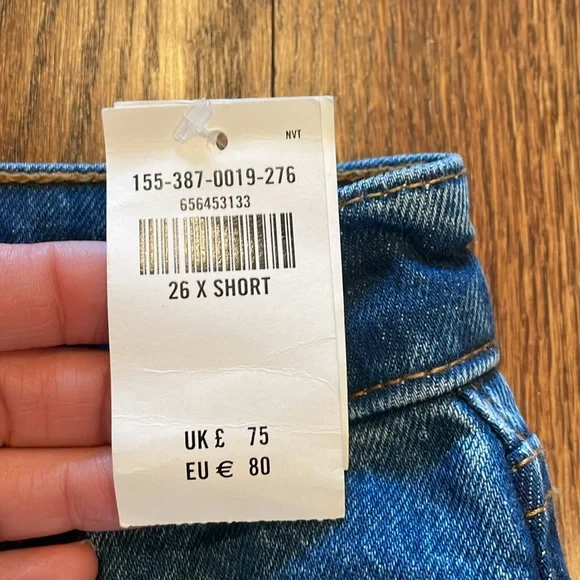 NVT
155-387-0019-276
656453133
26 X SHORT
UK £ 75
EU € 80